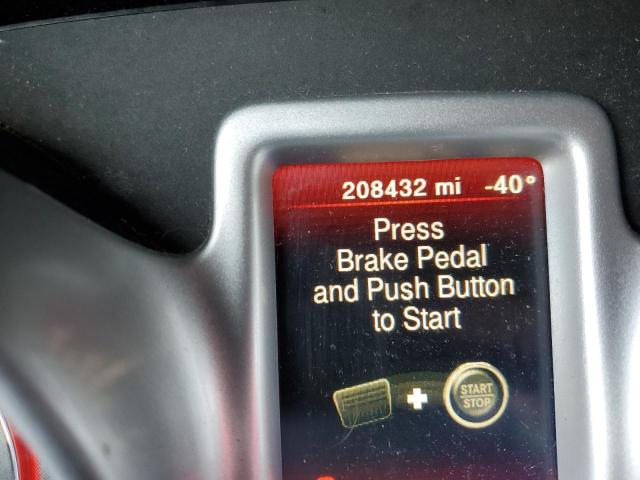 208432 mi -40°
Press
Brake Pedal
and Push Button
to Start
START
STOP